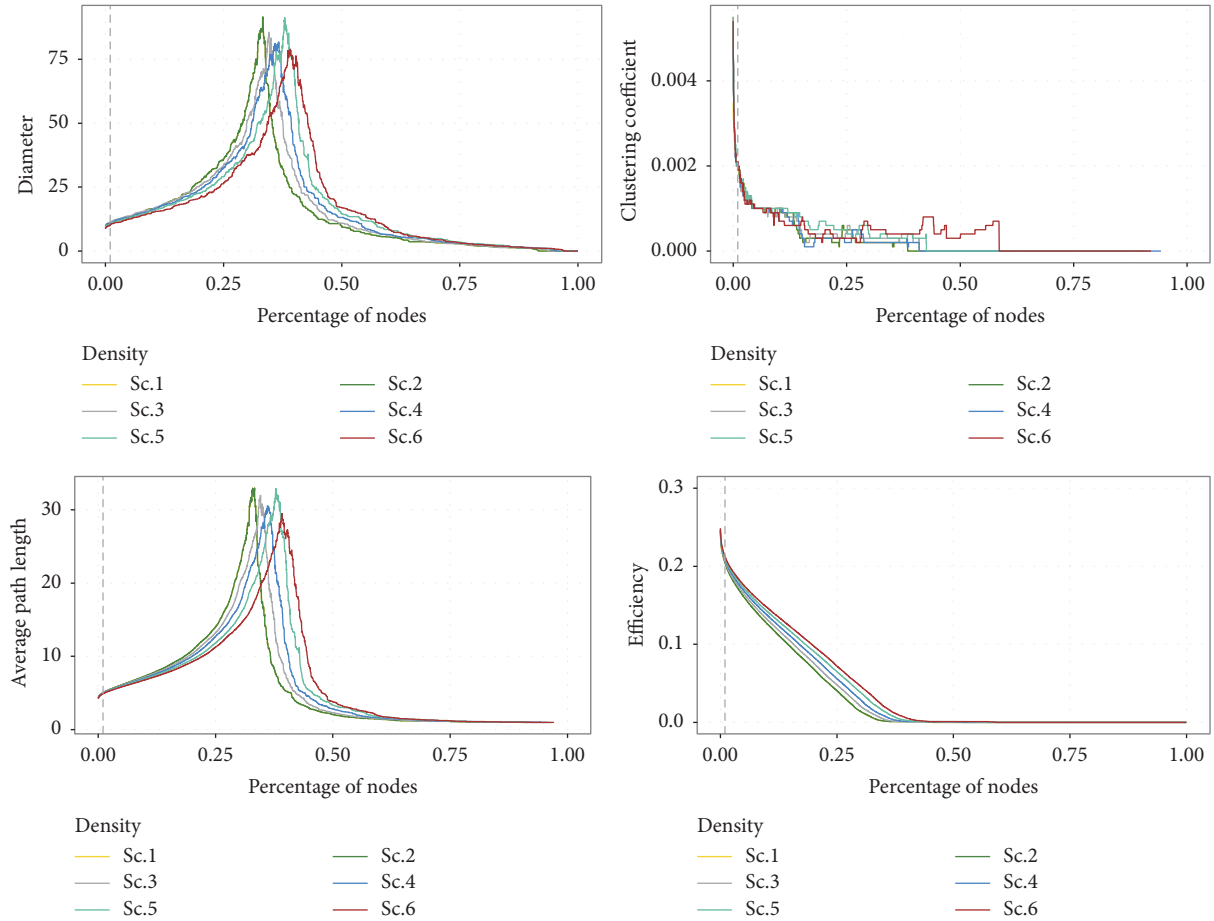 Diameter
75
50
25
0
0.00 0.25 0.50 0.75 1.00
Percentage of nodes
Density
Sc.1 Sc.2
Sc.3 Sc.4
Sc.5 Sc.6
Clustering coefficient
0.004
0.002
0.000
0.00 0.25 0.50 0.75 1.00
Percentage of nodes
Density
Sc.1 Sc.2
Sc.3 Sc.4
Sc.5 Sc.6
Average path length
30
20
10
0
0.00 0.25 0.50 0.75 1.00
Percentage of nodes
Density
Sc.1 Sc.2
Sc.3 Sc.4
Sc.5 Sc.6
Efficiency
0.3
0.2
0.1
0.0
0.00 0.25 0.50 0.75 1.00
Percentage of nodes
Density
Sc.1 Sc.2
Sc.3 Sc.4
Sc.5 Sc.6